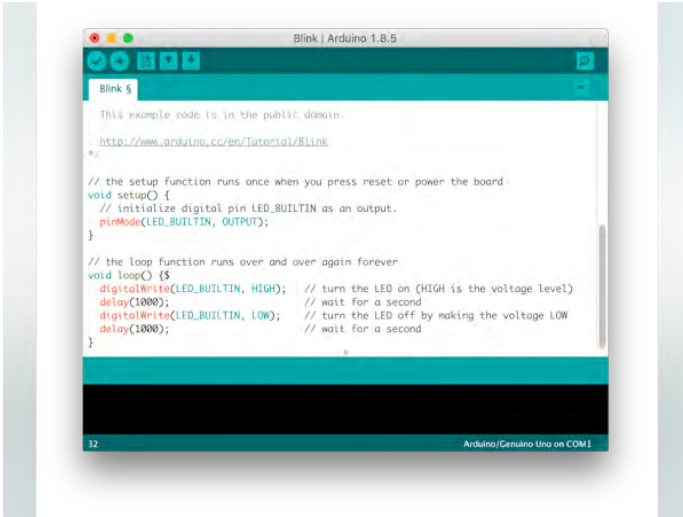 Blink | Arduino 1.8.5
Blink §
This example code is in the public domain.
http://www.arduino.cc/en/Tutorial/Blink
*/
// the setup function runs once when you press reset or power the board
void setup() {
// initialize digital pin LED_BUILTIN as an output.
pinMode(LED_BUILTIN, OUTPUT);
}
// the loop function runs over and over again forever
void loop() {$
digitalWrite(LED_BUILTIN, HIGH); // turn the LED on (HIGH is the voltage level)
delay(1000); // wait for a second
digitalWrite(LED_BUILTIN, LOW); // turn the LED off by making the voltage LOW
delay(1000); // wait for a second
}
32 Arduino/Genuino Uno on COM1